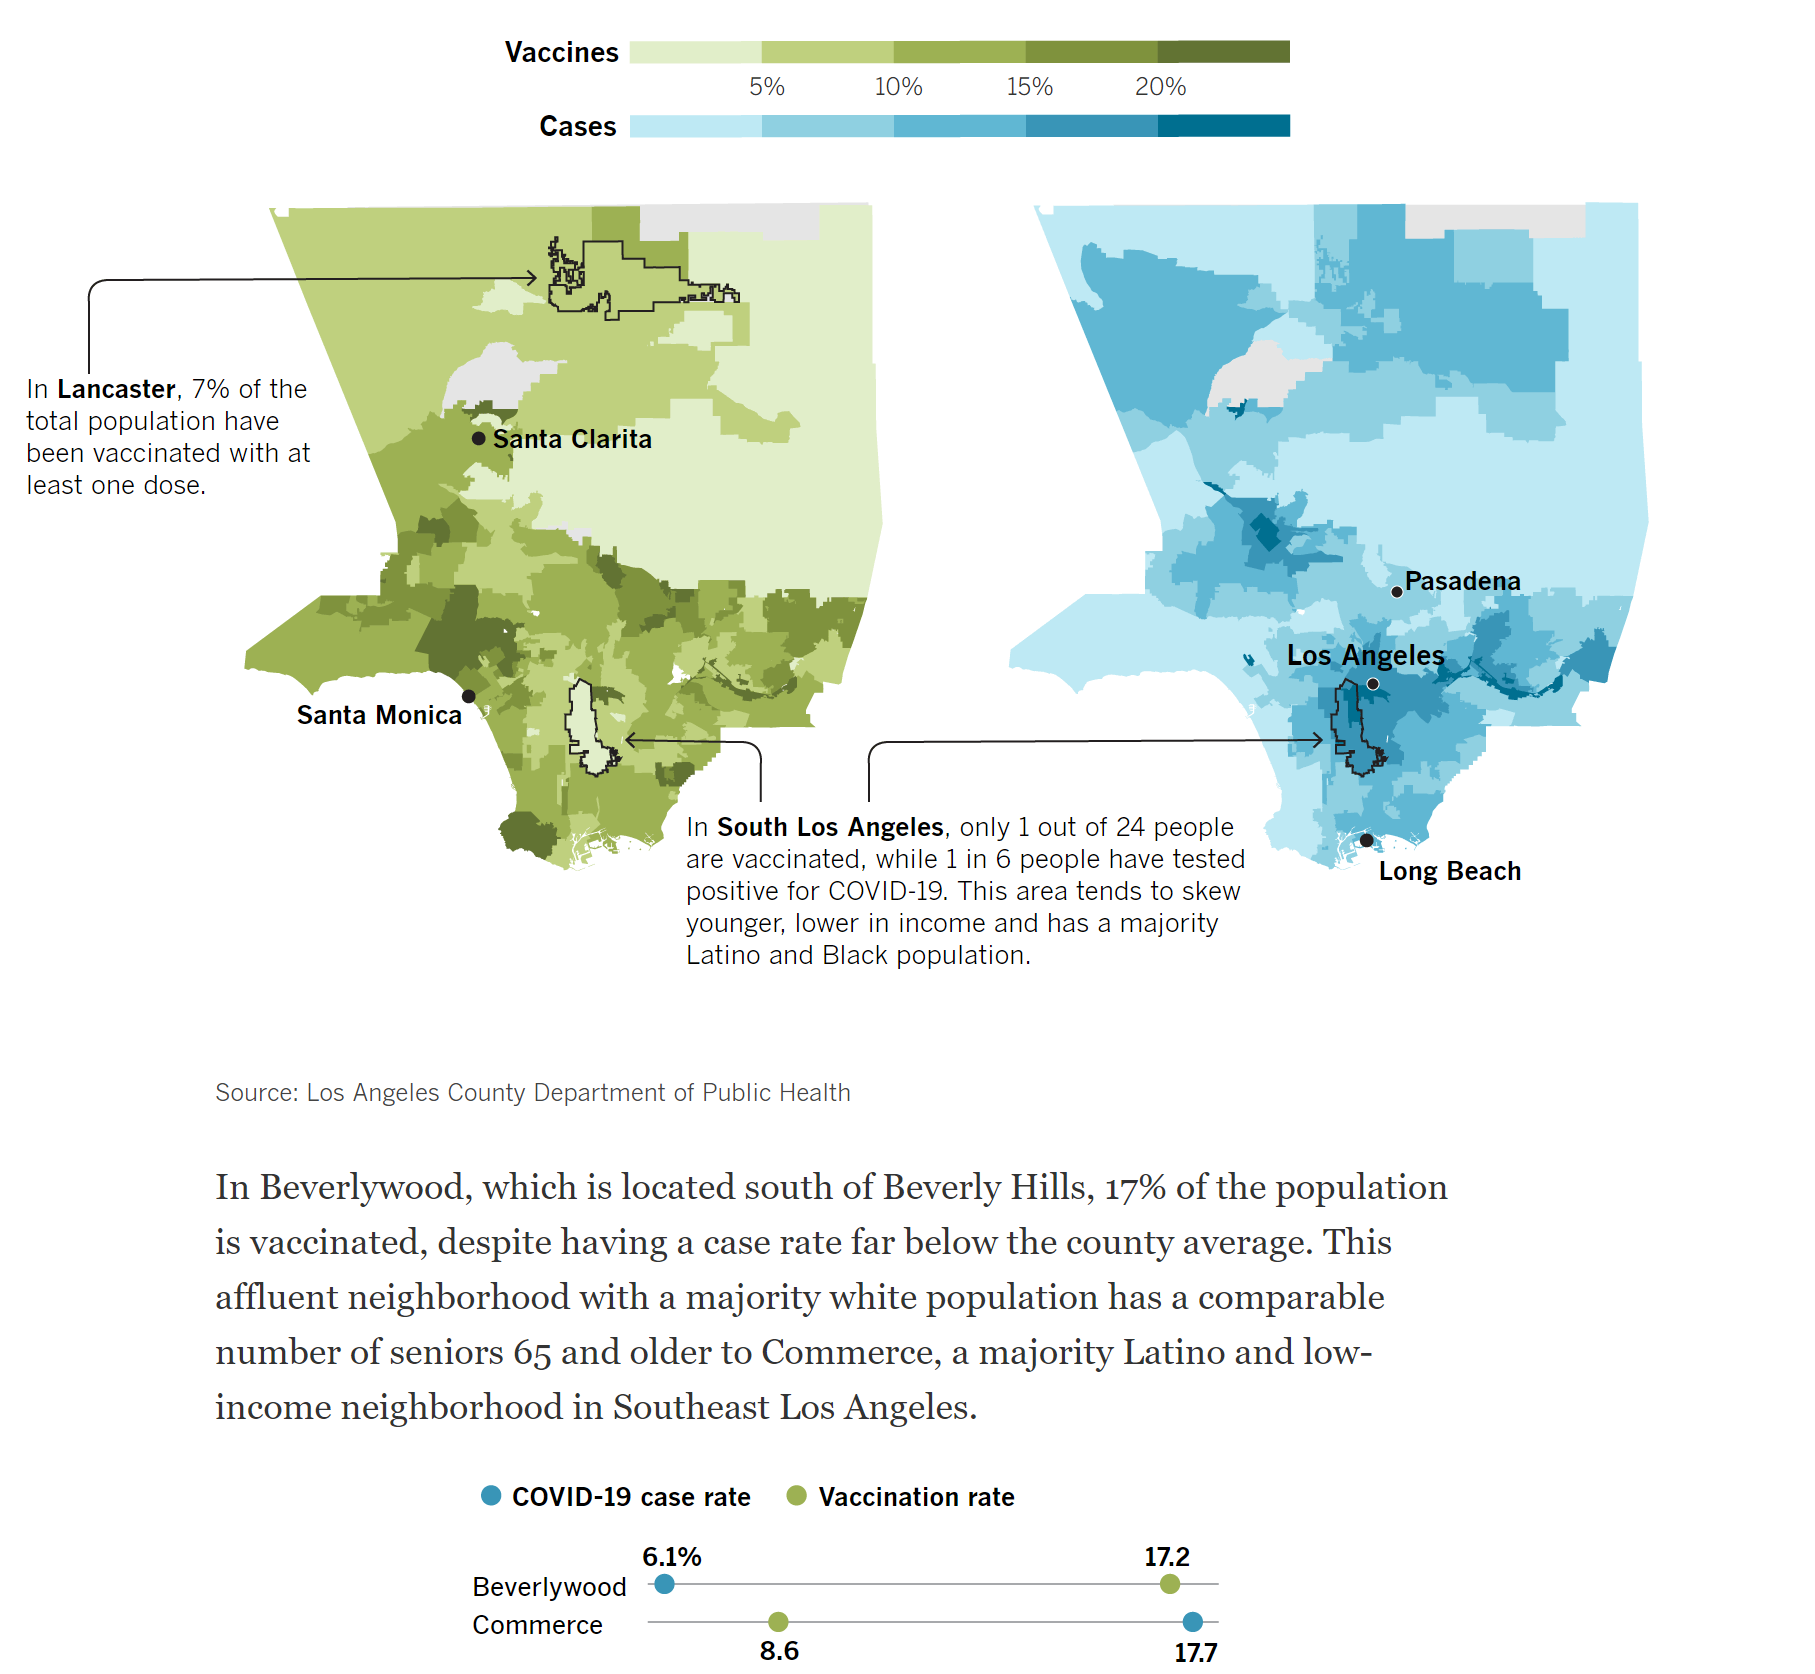 Vaccines
5% 10% 15% 20%
Cases
In Lancaster, 7% of the
total population have
been vaccinated with at
least one dose.
Santa Clarita
Santa Monica
Pasadena
Los Angeles
Long Beach
In South Los Angeles, only 1 out of 24 people
are vaccinated, while 1 in 6 people have tested
positive for COVID-19. This area tends to skew
younger, lower in income and has a majority
Latino and Black population.
Source: Los Angeles County Department of Public Health
In Beverlywood, which is located south of Beverly Hills, 17% of the population
is vaccinated, despite having a case rate far below the county average. This
affluent neighborhood with a majority white population has a comparable
number of seniors 65 and older to Commerce, a majority Latino and low-
income neighborhood in Southeast Los Angeles.
COVID-19 case rate Vaccination rate
6.1% 17.2
Beverlywood
Commerce
8.6 17.7